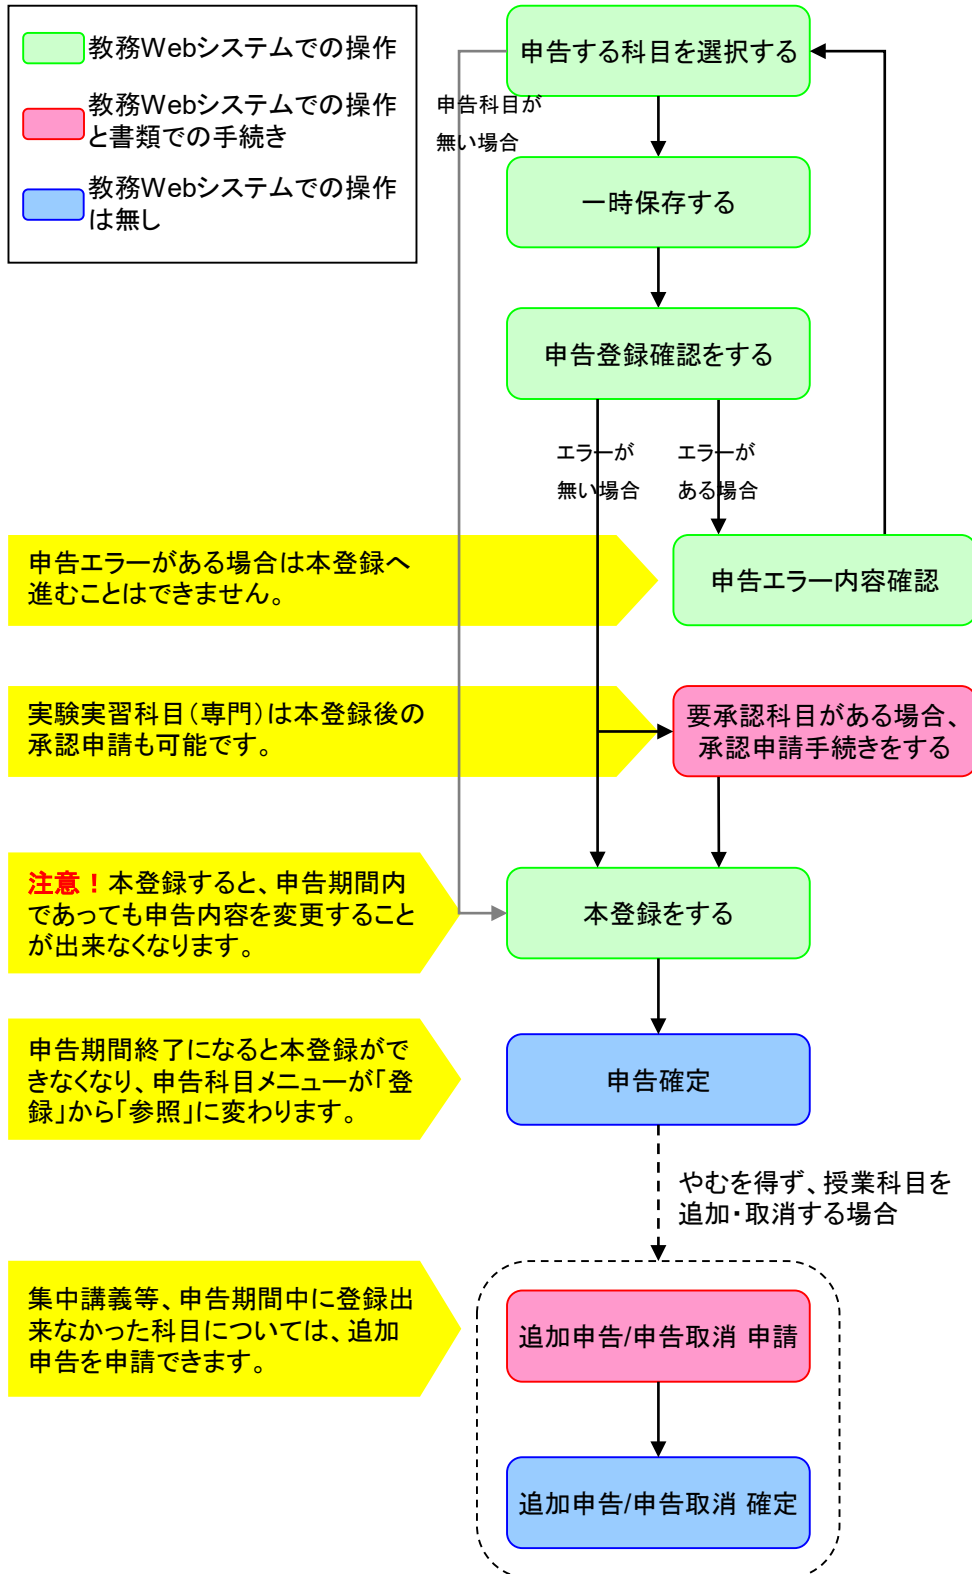 教務Webシステムでの操作
教務Webシステムでの操作
と書類での手続き
教務Webシステムでの操作
は無し
申告する科目を選択する
申告科目が
無い場合
一時保存する
申告登録確認をする
エラーが
無い場合
エラーが
ある場合
申告エラーがある場合は本登録へ
進むことはできません。
申告エラー内容確認
実験実習科目（専門）は本登録後の
承認申請も可能です。
要承認科目がある場合、
承認申請手続きをする
注意！本登録すると、申告期間内
であっても申告内容を変更すること
が出来なくなります。
本登録をする
申告期間終了になると本登録がで
きなくなり、申告科目メニューが「登
録」から「参照」に変わります。
申告確定
やむを得ず、授業科目を
追加・取消する場合
集中講義等、申告期間中に登録出
来なかった科目については、追加
申告を申請できます。
追加申告/申告取消 申請
追加申告/申告取消 確定